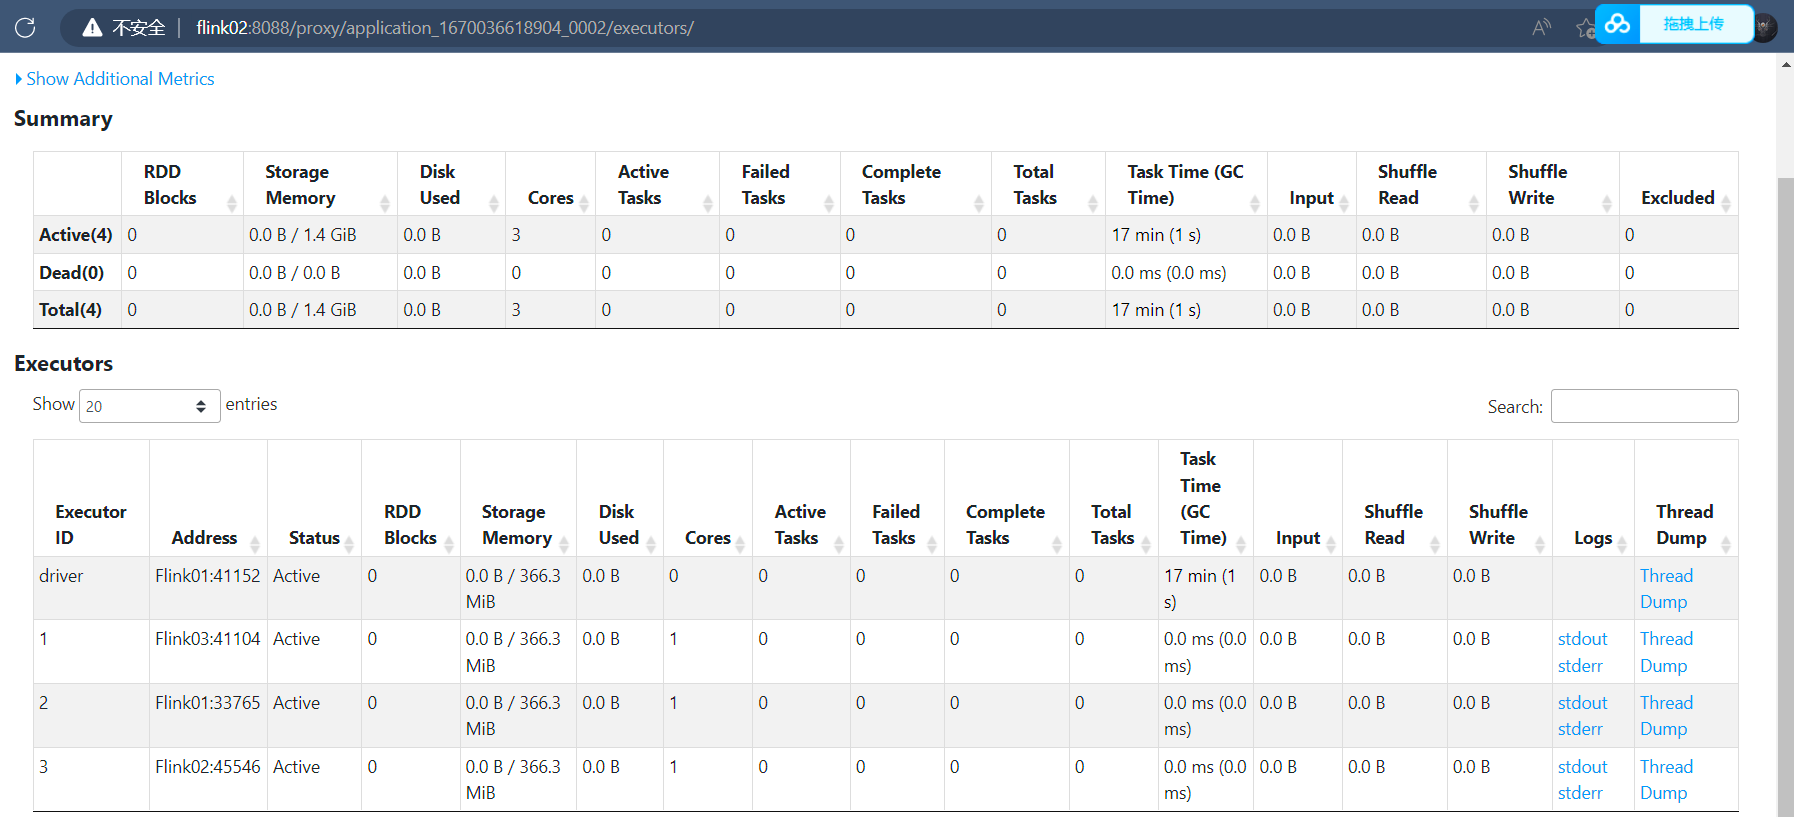 不安全 | flink02:8088/proxy/application_1670036618904_0002/executors/ 拖拽上传
Show Additional Metrics
Summary
RDD Blocks Storage Memory Disk Used Cores Active Tasks Failed Tasks Complete Tasks Total Tasks Task Time (GC Time) Input Shuffle Read Shuffle Write Excluded
Active(4) 0 0.0 B / 1.4 GiB 0.0 B 3 0 0 0 0 17 min (1 s) 0.0 B 0.0 B 0.0 B 0
Dead(0) 0 0.0 B / 0.0 B 0.0 B 0 0 0 0 0 0.0 ms (0.0 ms) 0.0 B 0.0 B 0.0 B 0
Total(4) 0 0.0 B / 1.4 GiB 0.0 B 3 0 0 0 0 17 min (1 s) 0.0 B 0.0 B 0.0 B 0
Executors
Show 20 entries Search:
Executor ID Address Status RDD Blocks Storage Memory Disk Used Cores Active Tasks Failed Tasks Complete Tasks Total Tasks Task Time (GC Time) Input Shuffle Read Shuffle Write Logs Thread Dump
driver Flink01:41152 Active 0 0.0 B / 366.3 MiB 0.0 B 0 0 0 0 0 17 min (1 s) 0.0 B 0.0 B 0.0 B Thread Dump
1 Flink03:41104 Active 0 0.0 B / 366.3 MiB 0.0 B 1 0 0 0 0 0.0 ms (0.0 ms) 0.0 B 0.0 B 0.0 B stdout stderr Thread Dump
2 Flink01:33765 Active 0 0.0 B / 366.3 MiB 0.0 B 1 0 0 0 0 0.0 ms (0.0 ms) 0.0 B 0.0 B 0.0 B stdout stderr Thread Dump
3 Flink02:45546 Active 0 0.0 B / 366.3 MiB 0.0 B 1 0 0 0 0 0.0 ms (0.0 ms) 0.0 B 0.0 B 0.0 B stdout stderr Thread Dump